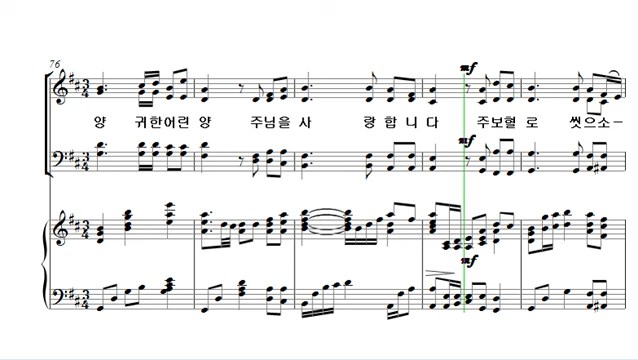 76
mf
양 귀한어린 양 주님을 사 랑 합 니 다 주보혈 로 씻으소-
mf
mf